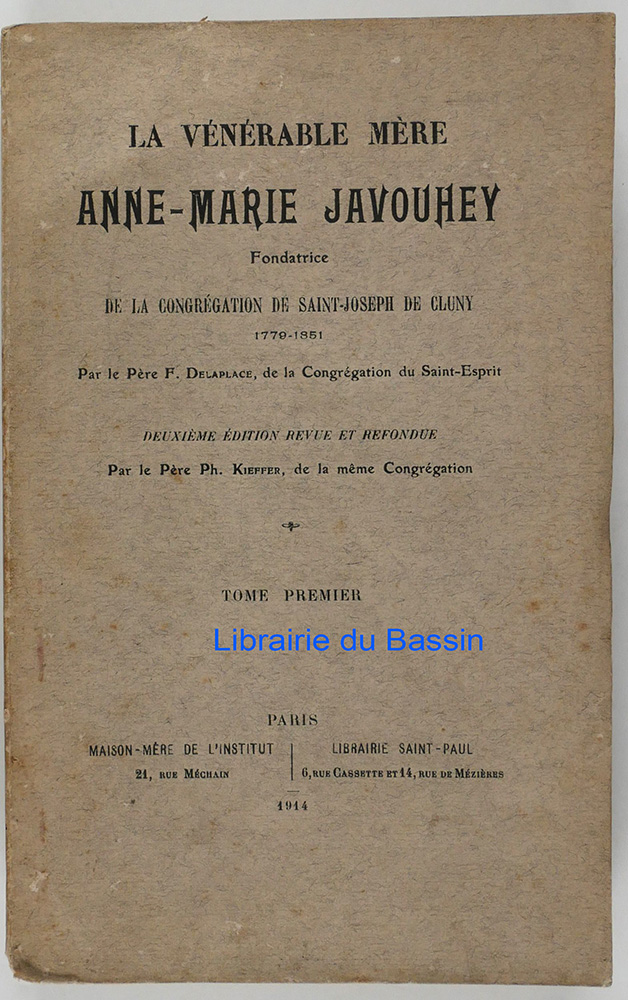 LA VÉNÉRABLE MÈRE
ANNE-MARIE JAVOUHEY
Fondatrice
DE LA CONGRÉGATION DE SAINT-JOSEPH DE CLUNY
1779-1851
Par le Père F. DELAPLACE, de la Congrégation du Saint-Esprit
DEUXIÈME ÉDITION REVUE ET REFONDUE
Par le Père Ph. KIEFFER, de la même Congrégation
TOME PREMIER
Librairie du Bassin
PARIS
MAISON-MÈRE DE L'INSTITUT
21, RUE MÉCHAIN
LIBRAIRIE SAINT-PAUL
6, RUE CASSETTE ET 14, RUE DE MÉZIÈRES
1914